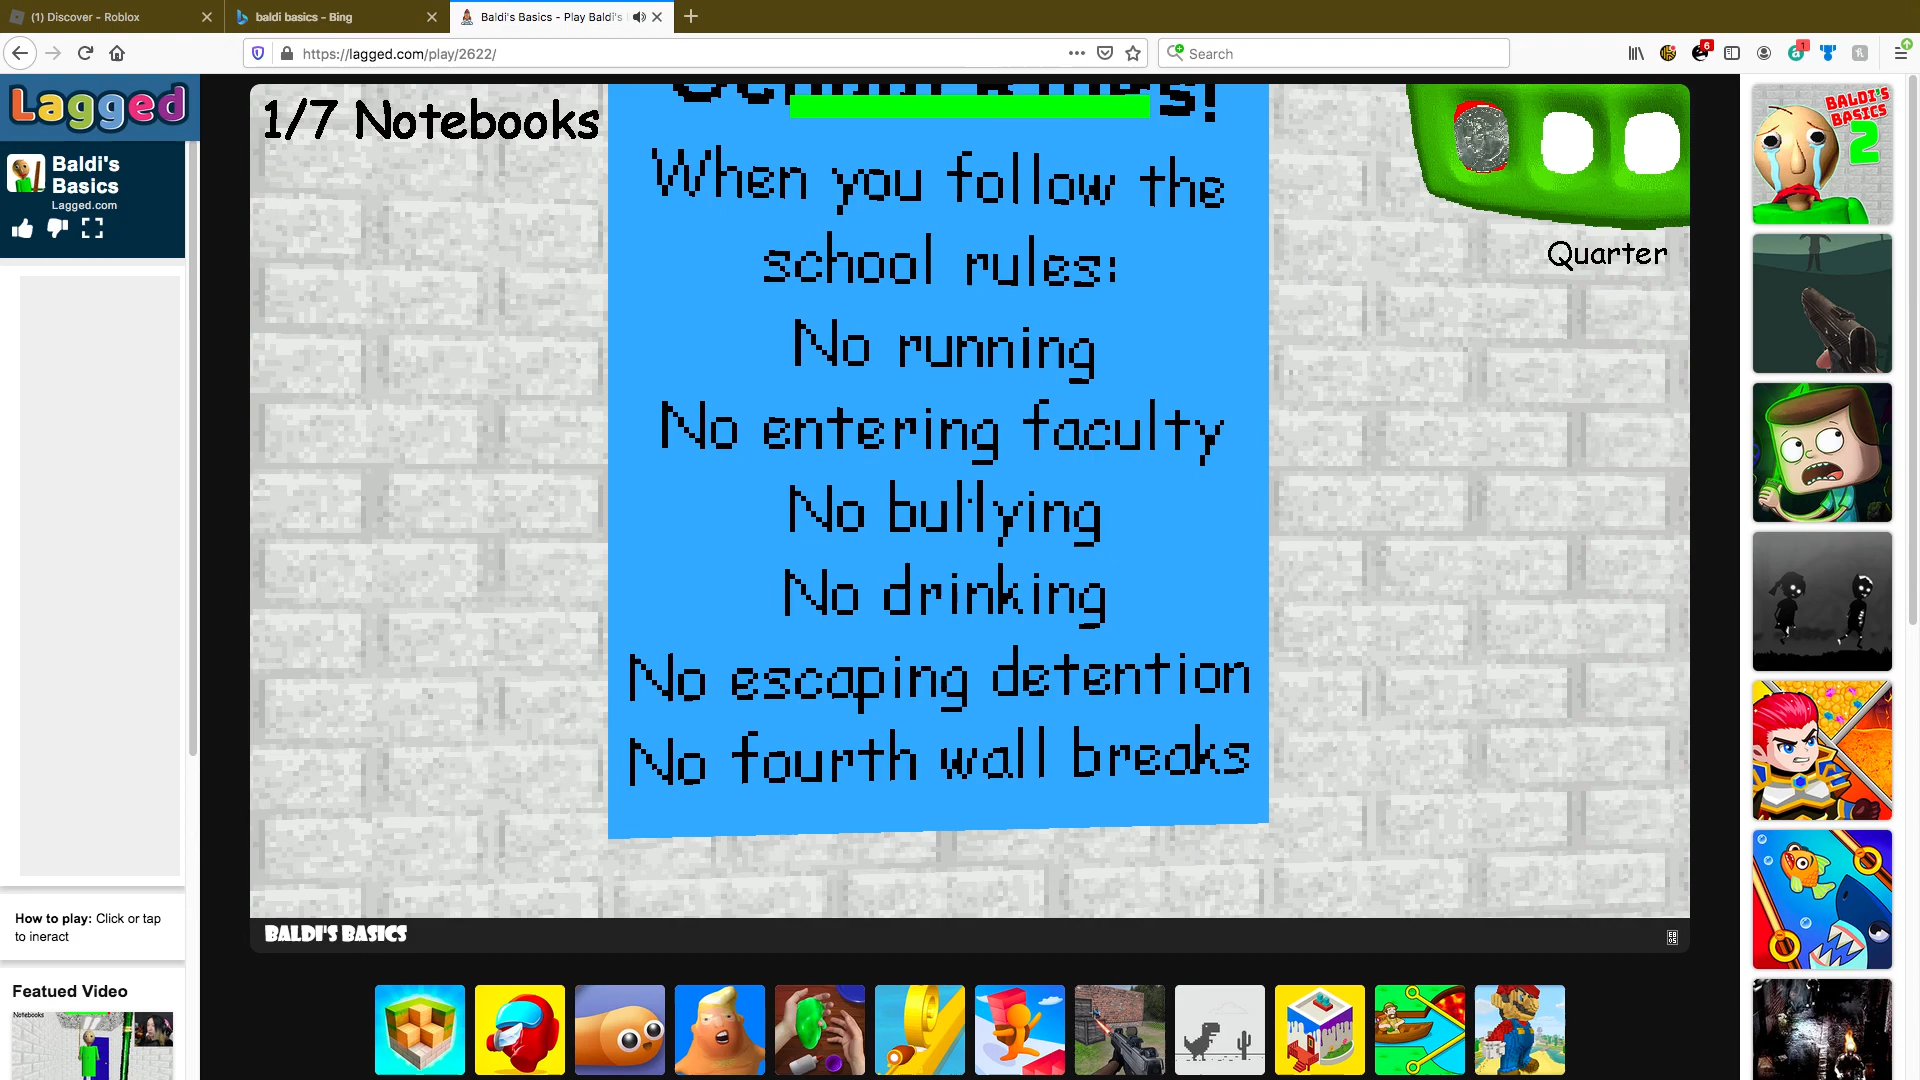 (1) Discover - Roblox
baldi basics - Bing
Baldi's Basics - Play Baldi's
https://lagged.com/play/2622/
Search
6
1
Lagged
Baldi's
Basics
Lagged.com
1/7 Notebooks
When you follow the
school rules:
No running
No entering faculty
No bullying
No drinking
No escaping detention
No fourth wall breaks
Quarter
BALDI'S BASICS
How to play: Click or tap
to ineract
Featued Video
Notebooks
BALDI'S
BASICS
2